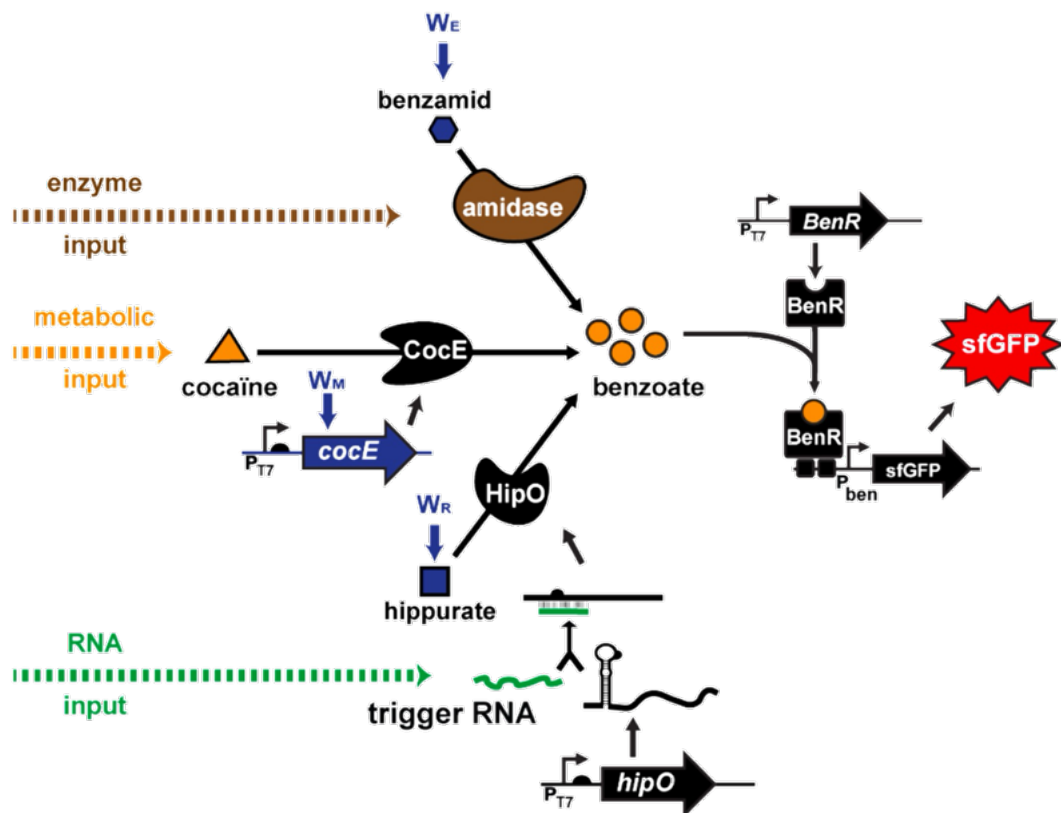 WE
benzamid
enzyme
input
amidase
PT7
BenR
BenR
metabolic
input
cocaïne
CocE
benzoate
sfGFP
WM
PT7
cocE
BenR
Pben
sfGFP
HipO
WR
hippurate
RNA
input
trigger RNA
PT7
hipO